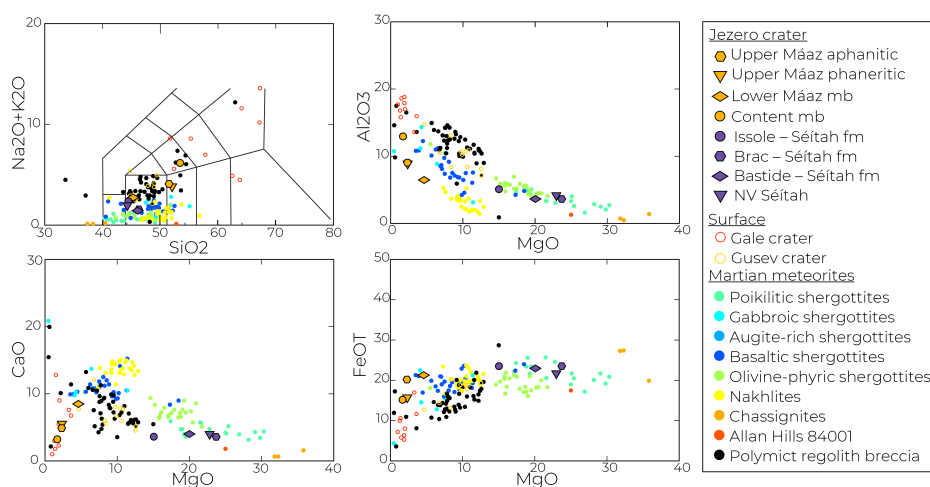 20
10
0
30
40
50
60
70
80
Na2O+K2O
SiO2
30
20
10
0
0
10
20
30
40
Al2O3
MgO
30
20
10
0
0
10
20
30
40
CaO
MgO
50
40
30
20
10
0
0
10
20
30
40
FeOT
MgO
Jezero crater
Upper Máaz aphanitic
Upper Máaz phaneritic
Lower Máaz mb
Content mb
Issole – Séítah fm
Brac – Séítah fm
Bastide – Séítah fm
NV Séítah
Surface
Gale crater
Gusev crater
Martian meteorites
Poikilitic shergottites
Gabbroic shergottites
Augite-rich shergottites
Basaltic shergottites
Olivine-phyric shergottites
Nakhlites
Chassignites
Allan Hills 84001
Polymict regolith breccia